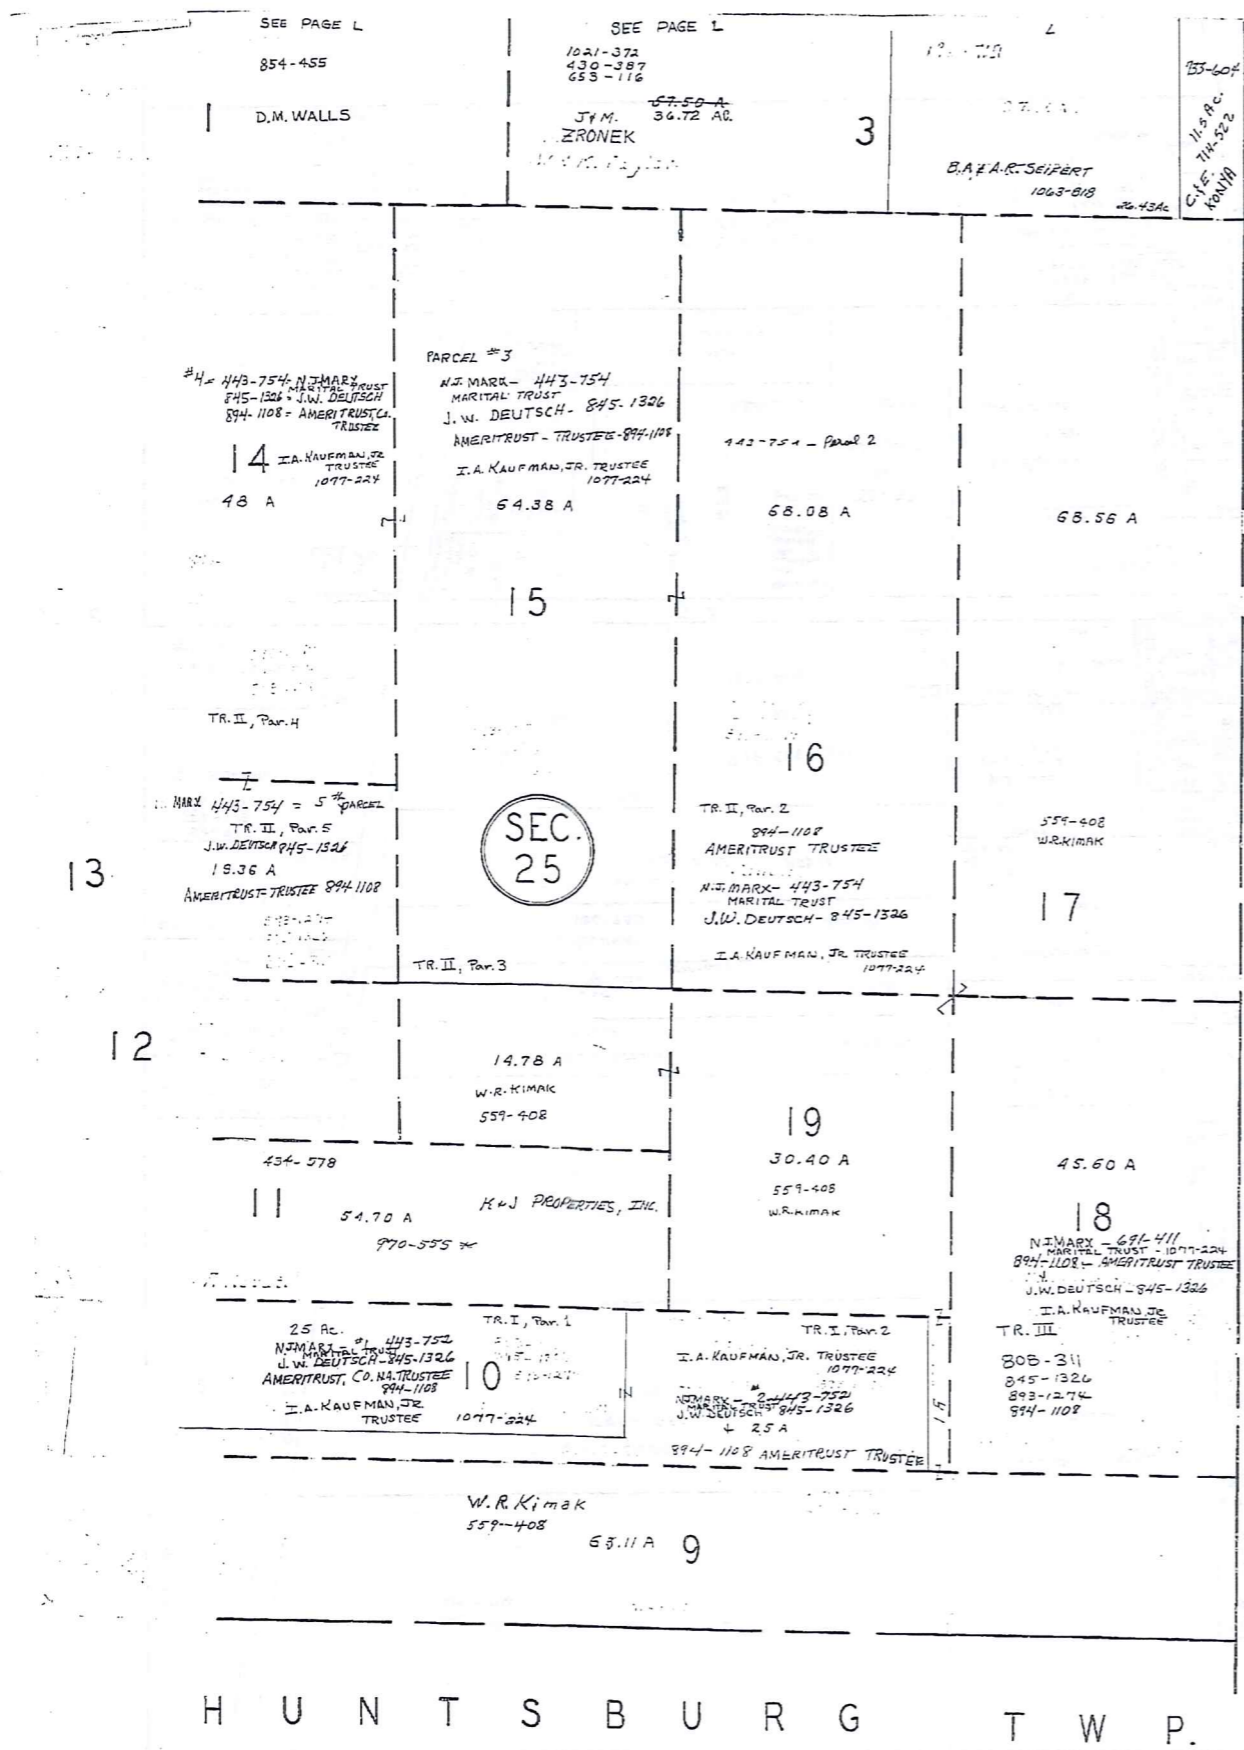 SEE PAGE L
854-455
1
D.M. WALLS
SEE PAGE L
1021-372
430-387
653-116
57.50 A
36.72 AC.
J & M.
ZRONEK
3
L
B.A. & A.R. SEIFERT
1063-818
26.43Ac
11.5 AC.
714-522
C. & E.
KONYA
#4= 443-754- N.J. MARX
MARITAL TRUST
845-1326 = J.W. DEUTSCH
894-1108 = AMERITRUST, Co.
TRUSTEE
14
I.A. KAUFMAN, JR
TRUSTEE
1077-224
48 A
TR. II, Par. 4
PARCEL #3
N.J. MARK- 443-754
MARITAL TRUST
J.W. DEUTSCH- 845-1326
AMERITRUST - TRUSTEE-894-1108
I.A. KAUFMAN, JR. TRUSTEE
1077-224
64.38 A
15
443-754 - Parcel 2
68.08 A
16
68.56 A
MARX 443-754 = 5th PARCEL
TR. II, Par. 5
J.W. DEUTSCH 845-1326
AMERITRUST-TRUSTEE 894-1108
13
SEC.
25
TR. II, Par. 3
TR. II, Par. 2
894-1108
AMERITRUST TRUSTEE
N.J. MARX- 443-754
MARITAL TRUST
J.W. DEUTSCH- 845-1326
I.A. KAUFMAN, JR. TRUSTEE
1077-224
559-408
W.R. KIMAK
17
12
14.78 A
W.R. KIMAK
559-408
19
30.40 A
559-408
W.R. KIMAK
434-578
11
54.70 A
K & J PROPERTIES, INC.
970-555
45.60 A
18
N.J. MARX - 691-411
MARITAL TRUST - 1077-224
894-1108 - AMERITRUST TRUSTEE
J.W. DEUTSCH - 845-1326
I.A. KAUFMAN, JR
TRUSTEE
TR. III
808-311
845-1326
893-1274
894-1108
25 Ac.
TR. I, Par. 1
N.J. MARX - #1 443-752
MARITAL TRUST
J.W. DEUTSCH-845-1326
AMERITRUST, CO. N.A. TRUSTEE
894-1108
10
I.A. KAUFMAN, JR
TRUSTEE
1077-224
TR. I, Par. 2
I.A. KAUFMAN, JR. TRUSTEE
1077-224
N.J. MARX - 2-443-752
MARITAL TRUST
J.W. DEUTSCH 845-1326
25 A
894-1108 AMERITRUST TRUSTEE
W.R. Kimak
559-408
9
HUNTSBURG TWP.